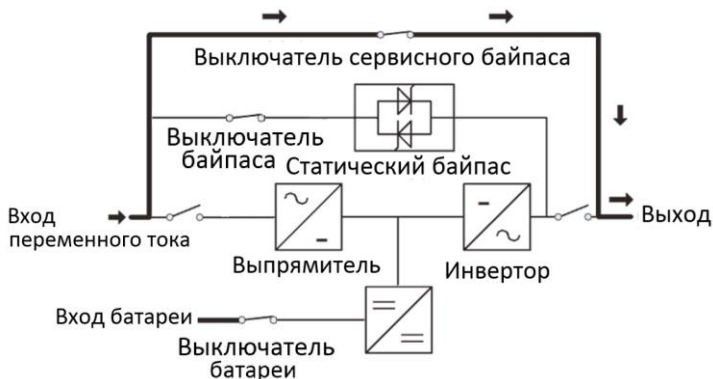 Выключатель сервисного байпаса
Выключатель
байпаса
Статический байпас
Вход
переменного тока
Выход
Выпрямитель
Инвертор
Вход батареи
Выключатель
батареи